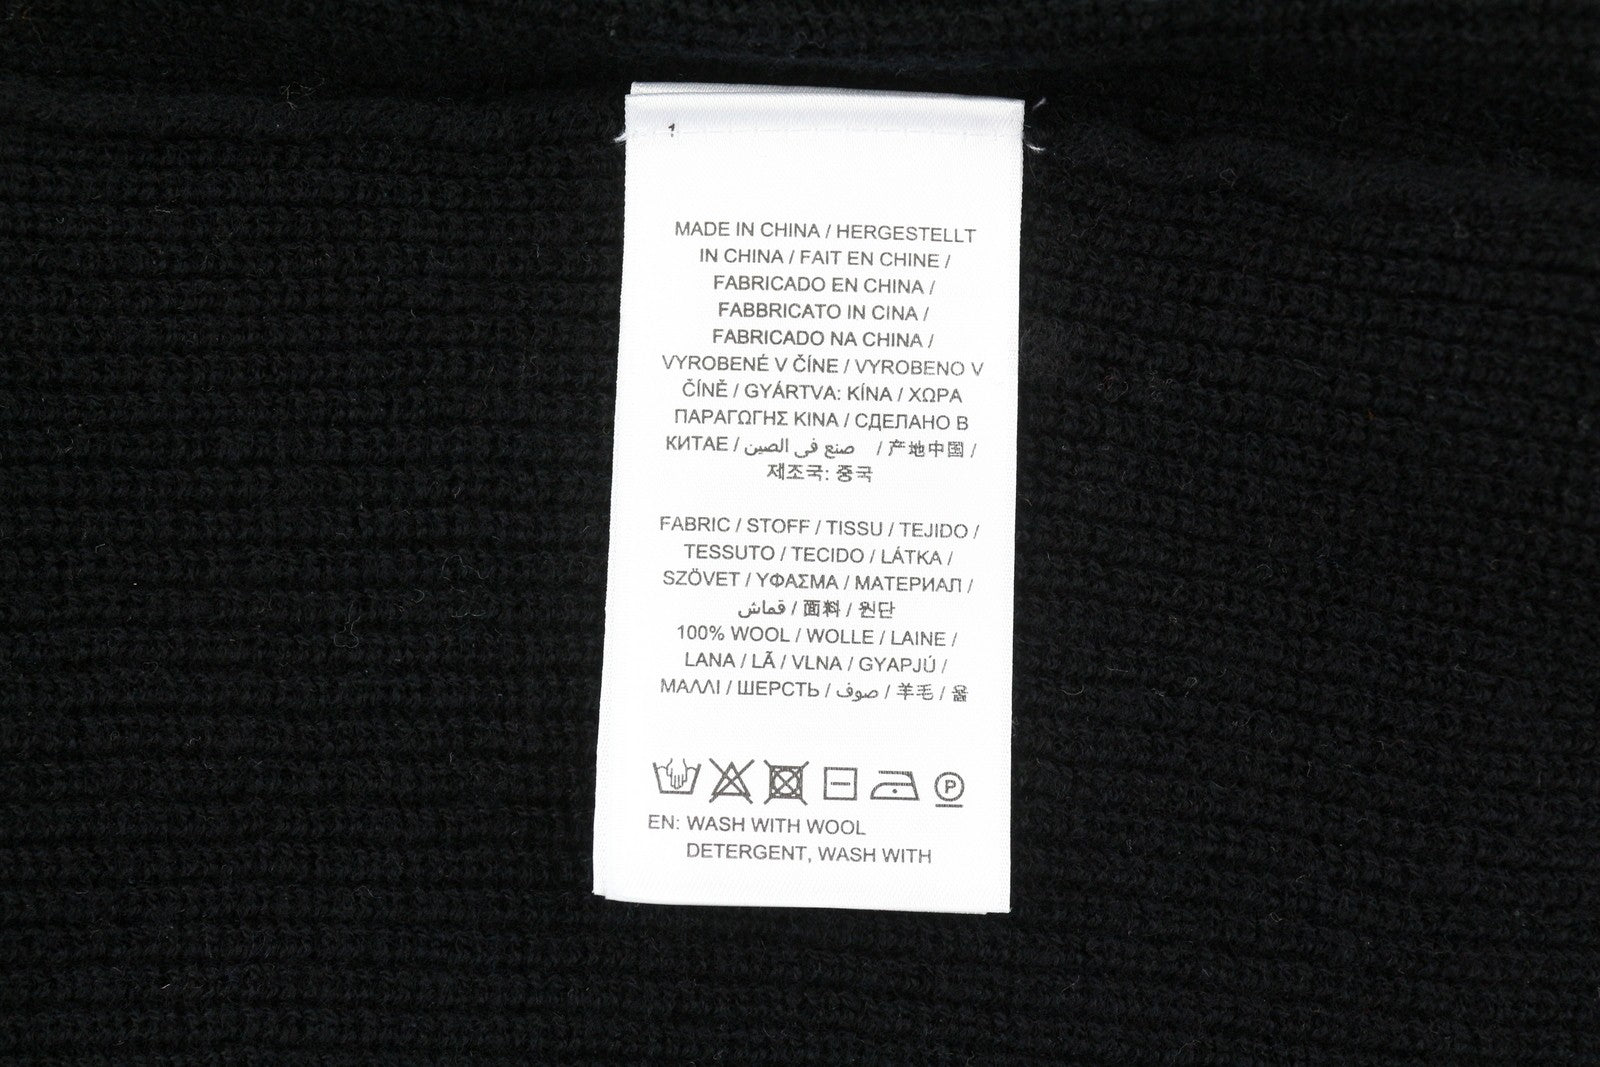 1
MADE IN CHINA / HERGESTELLT
IN CHINA / FAIT EN CHINE /
FABRICADO EN CHINA /
FABBRICATO IN CINA /
FABRICADO NA CHINA /
VYROBENÉ V ČÍNE / VYROBENO V
ČÍNĚ / GYÁRTVA: KÍNA / ΧΩΡΑ
ΠΑΡΑΓΩΓΗΣ ΚΙΝΑ / СДЕЛАНО В
КИТАЕ / صنع في الصين / 产地中国 /
제조국: 중국
FABRIC / STOFF / TISSU / TEJIDO /
TESSUTO / TECIDO / LÁTKA /
SZÖVET / ΥΦΑΣΜΑ / МАТЕРИАЛ /
قماش / 面料 / 원단
100% WOOL / WOLLE / LAINE /
LANA / LÃ / VLNA / GYAPJÚ /
ΜΑΛΛΙ / ШЕРСТЬ / صوف / 羊毛 / 울
P
EN: WASH WITH WOOL
DETERGENT, WASH WITH